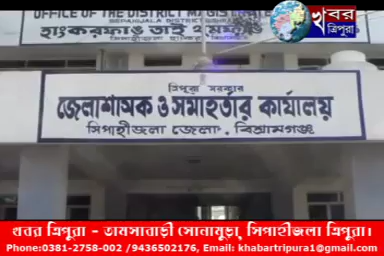 OFFICE OF THE DISTRICT MAGISTRATE
খবর
ত্রিপুরা
ত্রিপুরা সরকার
জেলাশাসক ও সমাহর্তার কার্যালয়
সিপাহীজলা জেলা, বিশ্রামগঞ্জ
খবর ত্রিপুরা - তামসাবাড়ী সোনামুড়া, সিপাহীজলা ত্রিপুরা।
Phone:0381-2758-002 /9436502176, Email: khabartripura1@gmail.com